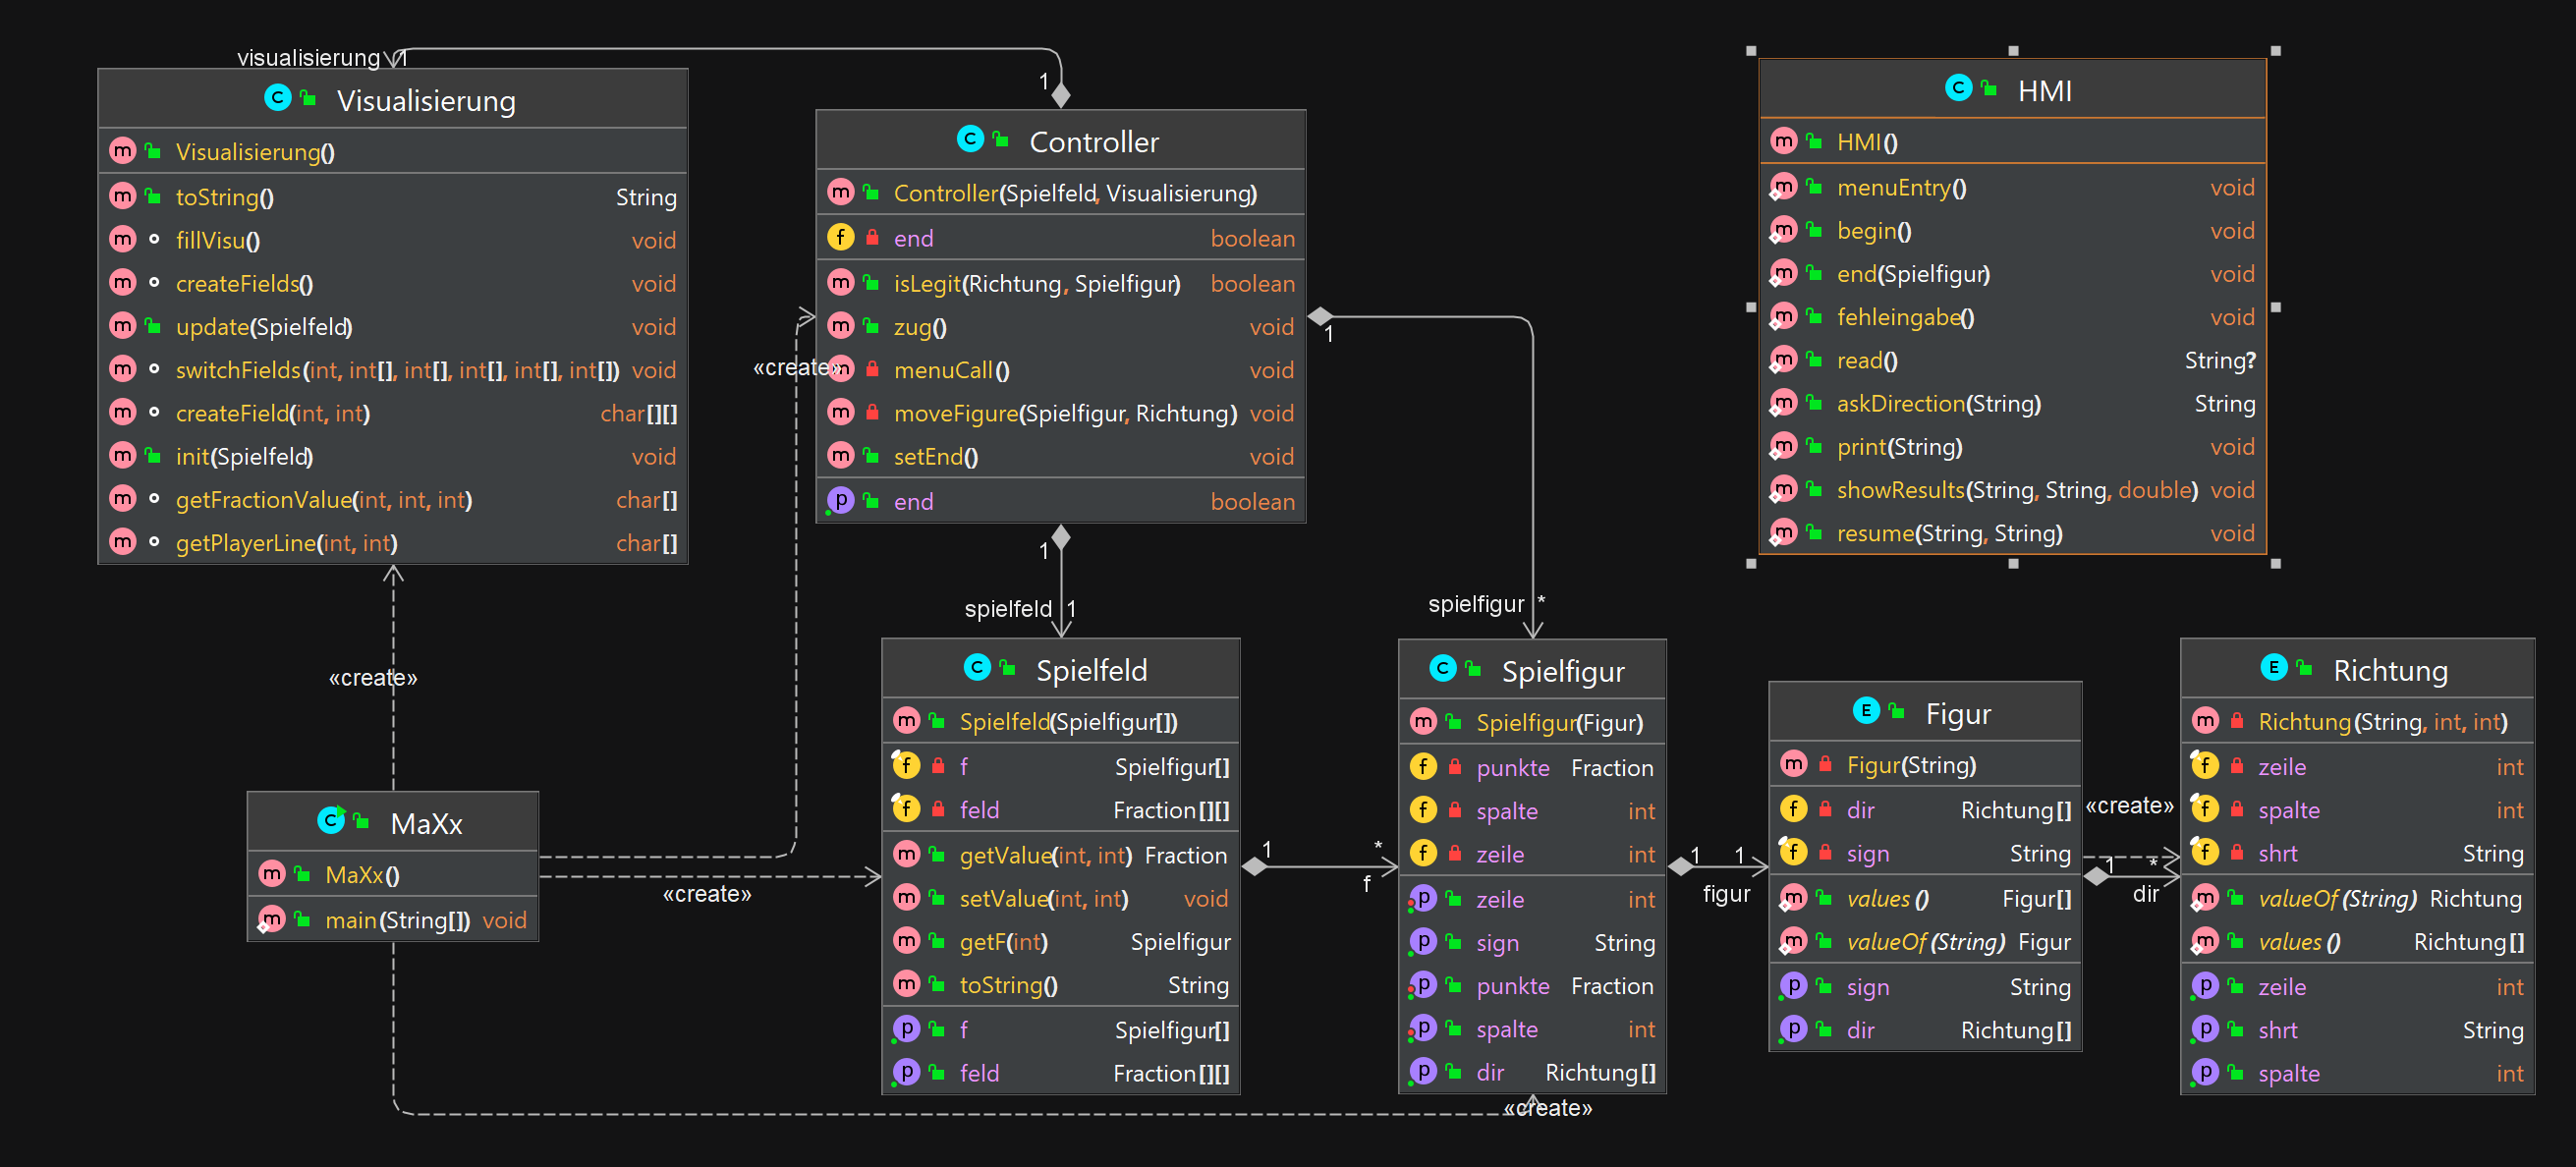 visualisierung 1
Visualisierung
Visualisierung()
toString() String
fillVisu() void
createFields() void
update(Spielfeld) void
switchFields(int, int[], int[], int[], int[], int[]) void
createField(int, int) char[][]
init(Spielfeld) void
getFractionValue(int, int, int) char[]
getPlayerLine(int, int) char[]
1
Controller
Controller(Spielfeld, Visualisierung)
end boolean
isLegit(Richtung, Spielfigur) boolean
zug() void
menuCall() void
moveFigure(Spielfigur, Richtung) void
setEnd() void
end boolean
«create»
1
1
spielfeld 1
spielfigur *
HMI
HMI()
menuEntry() void
begin() void
end(Spielfigur) void
fehleingabe() void
read() String?
askDirection(String) String
print(String) void
showResults(String, String, double) void
resume(String, String) void
«create»
MaXx
MaXx()
main(String[]) void
«create»
Spielfeld
Spielfeld(Spielfigur[])
f Spielfigur[]
feld Fraction[][]
getValue(int, int) Fraction
setValue(int, int) void
getF(int) Spielfigur
toString() String
f Spielfigur[]
feld Fraction[][]
1 *
f
Spielfigur
Spielfigur(Figur)
punkte Fraction
spalte int
zeile int
zeile int
sign String
punkte Fraction
spalte int
dir Richtung[]
«create»
1 1
figur
Figur
Figur(String)
dir Richtung[]
sign String
values() Figur[]
valueOf(String) Figur
sign String
dir Richtung[]
«create»
1 *
dir
Richtung
Richtung(String, int, int)
zeile int
spalte int
shrt String
valueOf(String) Richtung
values() Richtung[]
zeile int
shrt String
spalte int